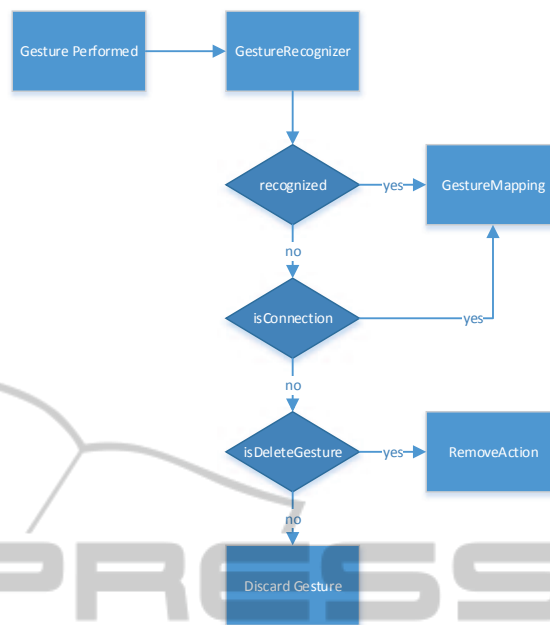 Gesture Performed
GestureRecognizer
recognized
yes
GestureMapping
no
isConnection
yes
no
isDeleteGesture
yes
RemoveAction
no
Discard Gesture
PRESS